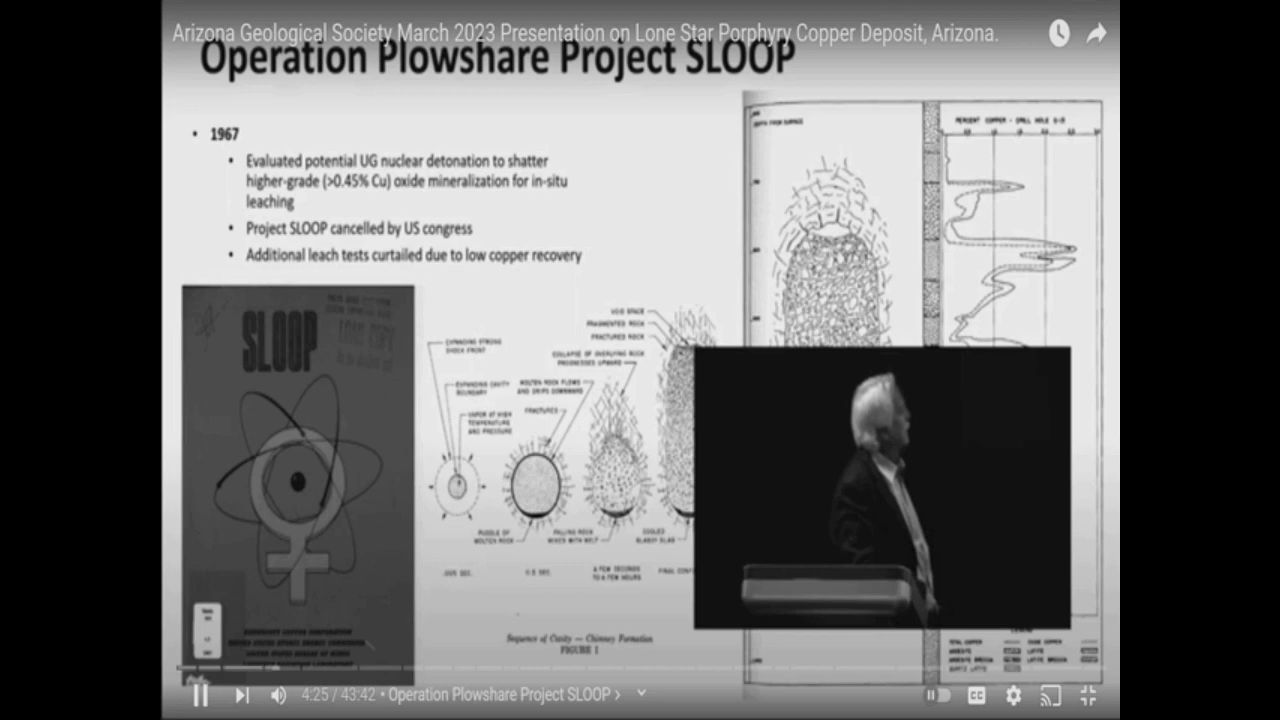 Arizona Geological Society March 2023 Presentation on Lone Star Porphyry Copper Deposit, Arizona.
Operation Plowshare Project SLOOP
• 1967
• Evaluated potential UG nuclear detonation to shatter
higher-grade (>0.45% Cu) oxide mineralization for in-situ
leaching
• Project SLOOP cancelled by US congress
• Additional leach tests curtailed due to low copper recovery
SLOOP
DEPTH FROM SURFACE
PERCENT COPPER - DRILL HOLE
VOID SPACE
FRAGMENTED ROCK
FRACTURED ROCK
EXPANDING STRONG
SHOCK FRONT
COLLAPSE OF OVERLYING ROCK
PROGRESSES UPWARD
EXPANDING CAVITY
BOUNDARY
MOLTEN ROCK FLOWS
AND DRIPS DOWNWARD
VAPOR AT HIGH
TEMPERATURE
AND PRESSURE
FRACTURES
PUDDLE OF
MOLTEN ROCK
FALLING ROCK
MIXES WITH MELT
COOLED
GLASSY SLAG
A FEW SECONDS
TO A FEW HOURS
Sequence of Cavity — Chimney Formation
FIGURE 1
TOTAL COPPER
4:25 / 43:42 • Operation Plowshare Project SLOOP >
CC